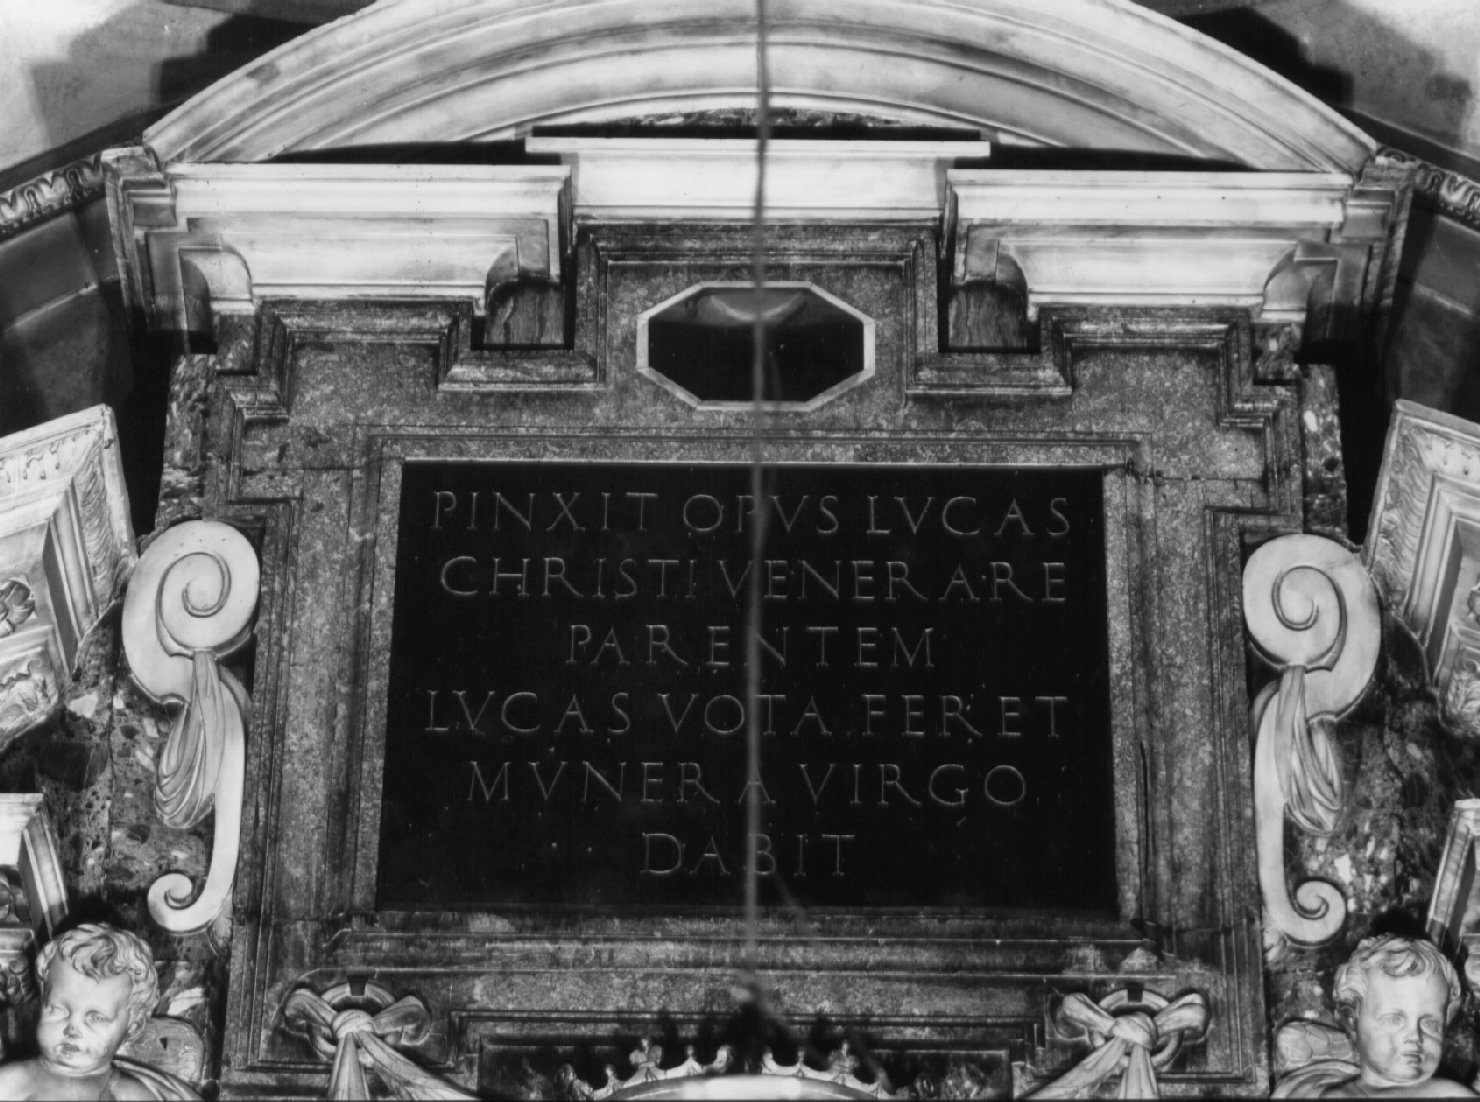 PINXIT OPVS LVCAS
CHRISTI VENERARE
PARENTEM
LVCAS VOTA FERET
MVNERA VIRGO
DABIT